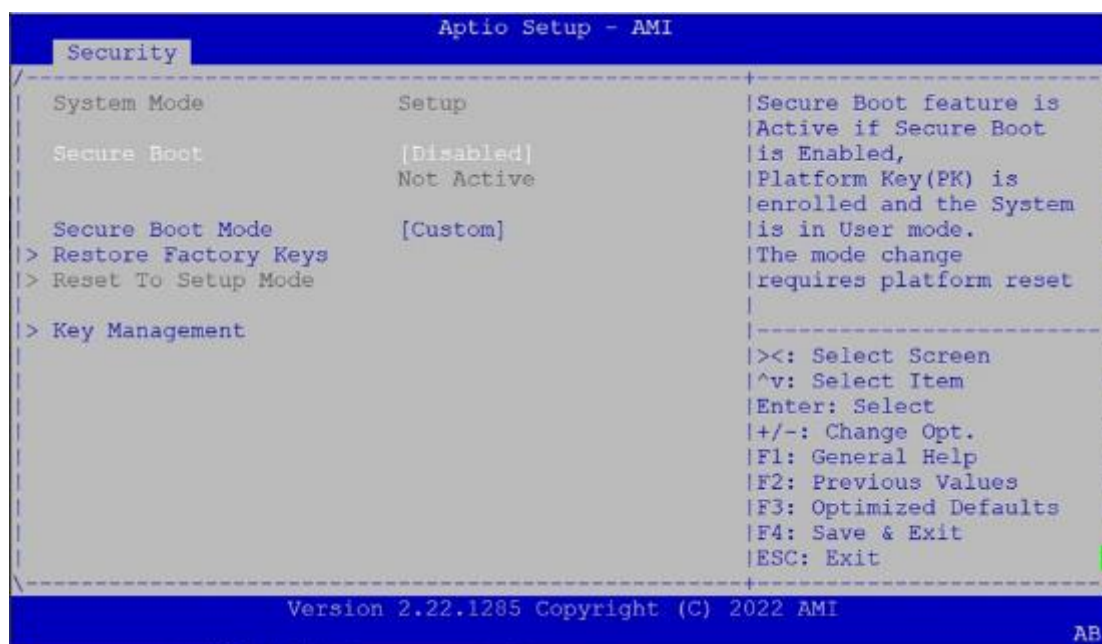 Aptio Setup - AMI
Security
System Mode Setup
Secure Boot [Disabled]
Not Active
Secure Boot Mode [Custom]
> Restore Factory Keys
> Reset To Setup Mode
> Key Management
Secure Boot feature is
Active if Secure Boot
is Enabled,
Platform Key(PK) is
enrolled and the System
is in User mode.
The mode change
requires platform reset
><: Select Screen
^v: Select Item
Enter: Select
+/-: Change Opt.
F1: General Help
F2: Previous Values
F3: Optimized Defaults
F4: Save & Exit
ESC: Exit
Version 2.22.1285 Copyright (C) 2022 AMI
AB